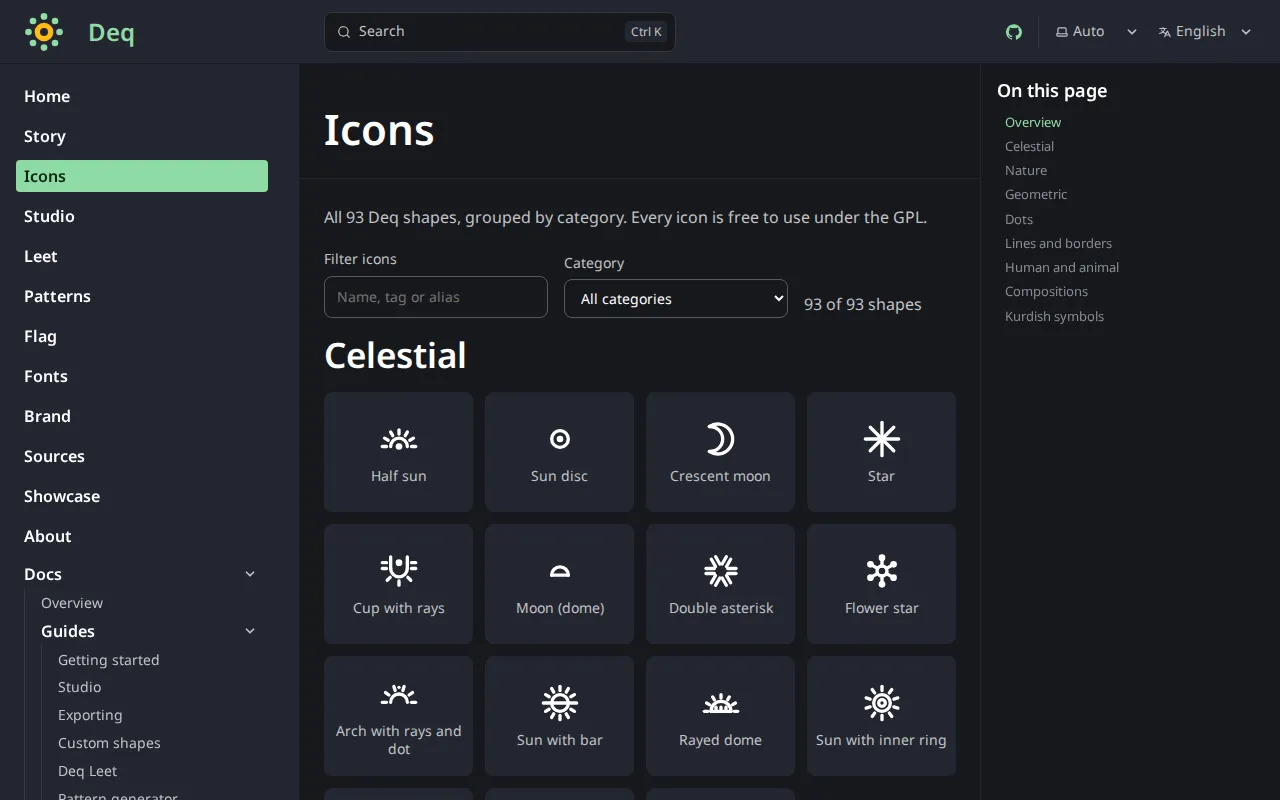 Deq
Search
Ctrl K
Auto
English
Home
Story
Icons
Studio
Leet
Patterns
Flag
Fonts
Brand
Sources
Showcase
About
Docs
Overview
Guides
Getting started
Studio
Exporting
Custom shapes
Deq Leet
Pattern generator
Icons
All 93 Deq shapes, grouped by category. Every icon is free to use under the GPL.
Filter icons
Name, tag or alias
Category
All categories
93 of 93 shapes
Celestial
Half sun
Sun disc
Crescent moon
Star
Cup with rays
Moon (dome)
Double asterisk
Flower star
Arch with rays and
dot
Sun with bar
Rayed dome
Sun with inner ring
On this page
Overview
Celestial
Nature
Geometric
Dots
Lines and borders
Human and animal
Compositions
Kurdish symbols